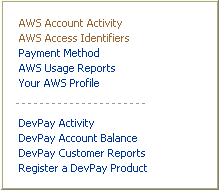 AWS Account Activity
AWS Access Identifiers
Payment Method
AWS Usage Reports
Your AWS Profile
DevPay Activity
DevPay Account Balance
DevPay Customer Reports
Register a DevPay Product